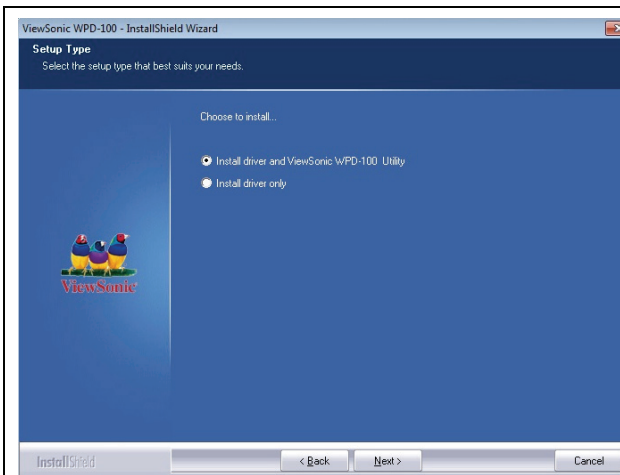 ViewSonic WPD-100 - InstallShield Wizard
Setup Type
Select the setup type that best suits your needs.
Choose to install...
Install driver and ViewSonic WPD-100 Utility
Install driver only
ViewSonic
InstallShield
< Back
Next >
Cancel